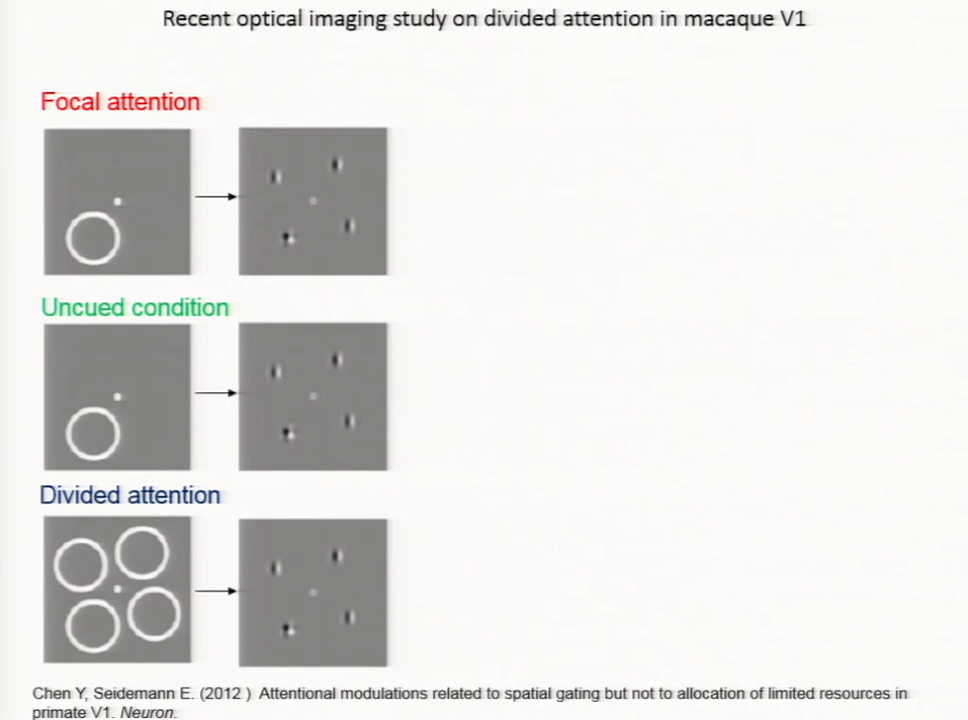 Recent optical imaging study on divided attention in macaque V1
Focal attention
Uncued condition
Divided attention
Chen Y, Seidemann E. (2012 ) Attentional modulations related to spatial gating but not to allocation of limited resources in
primate V1. Neuron.